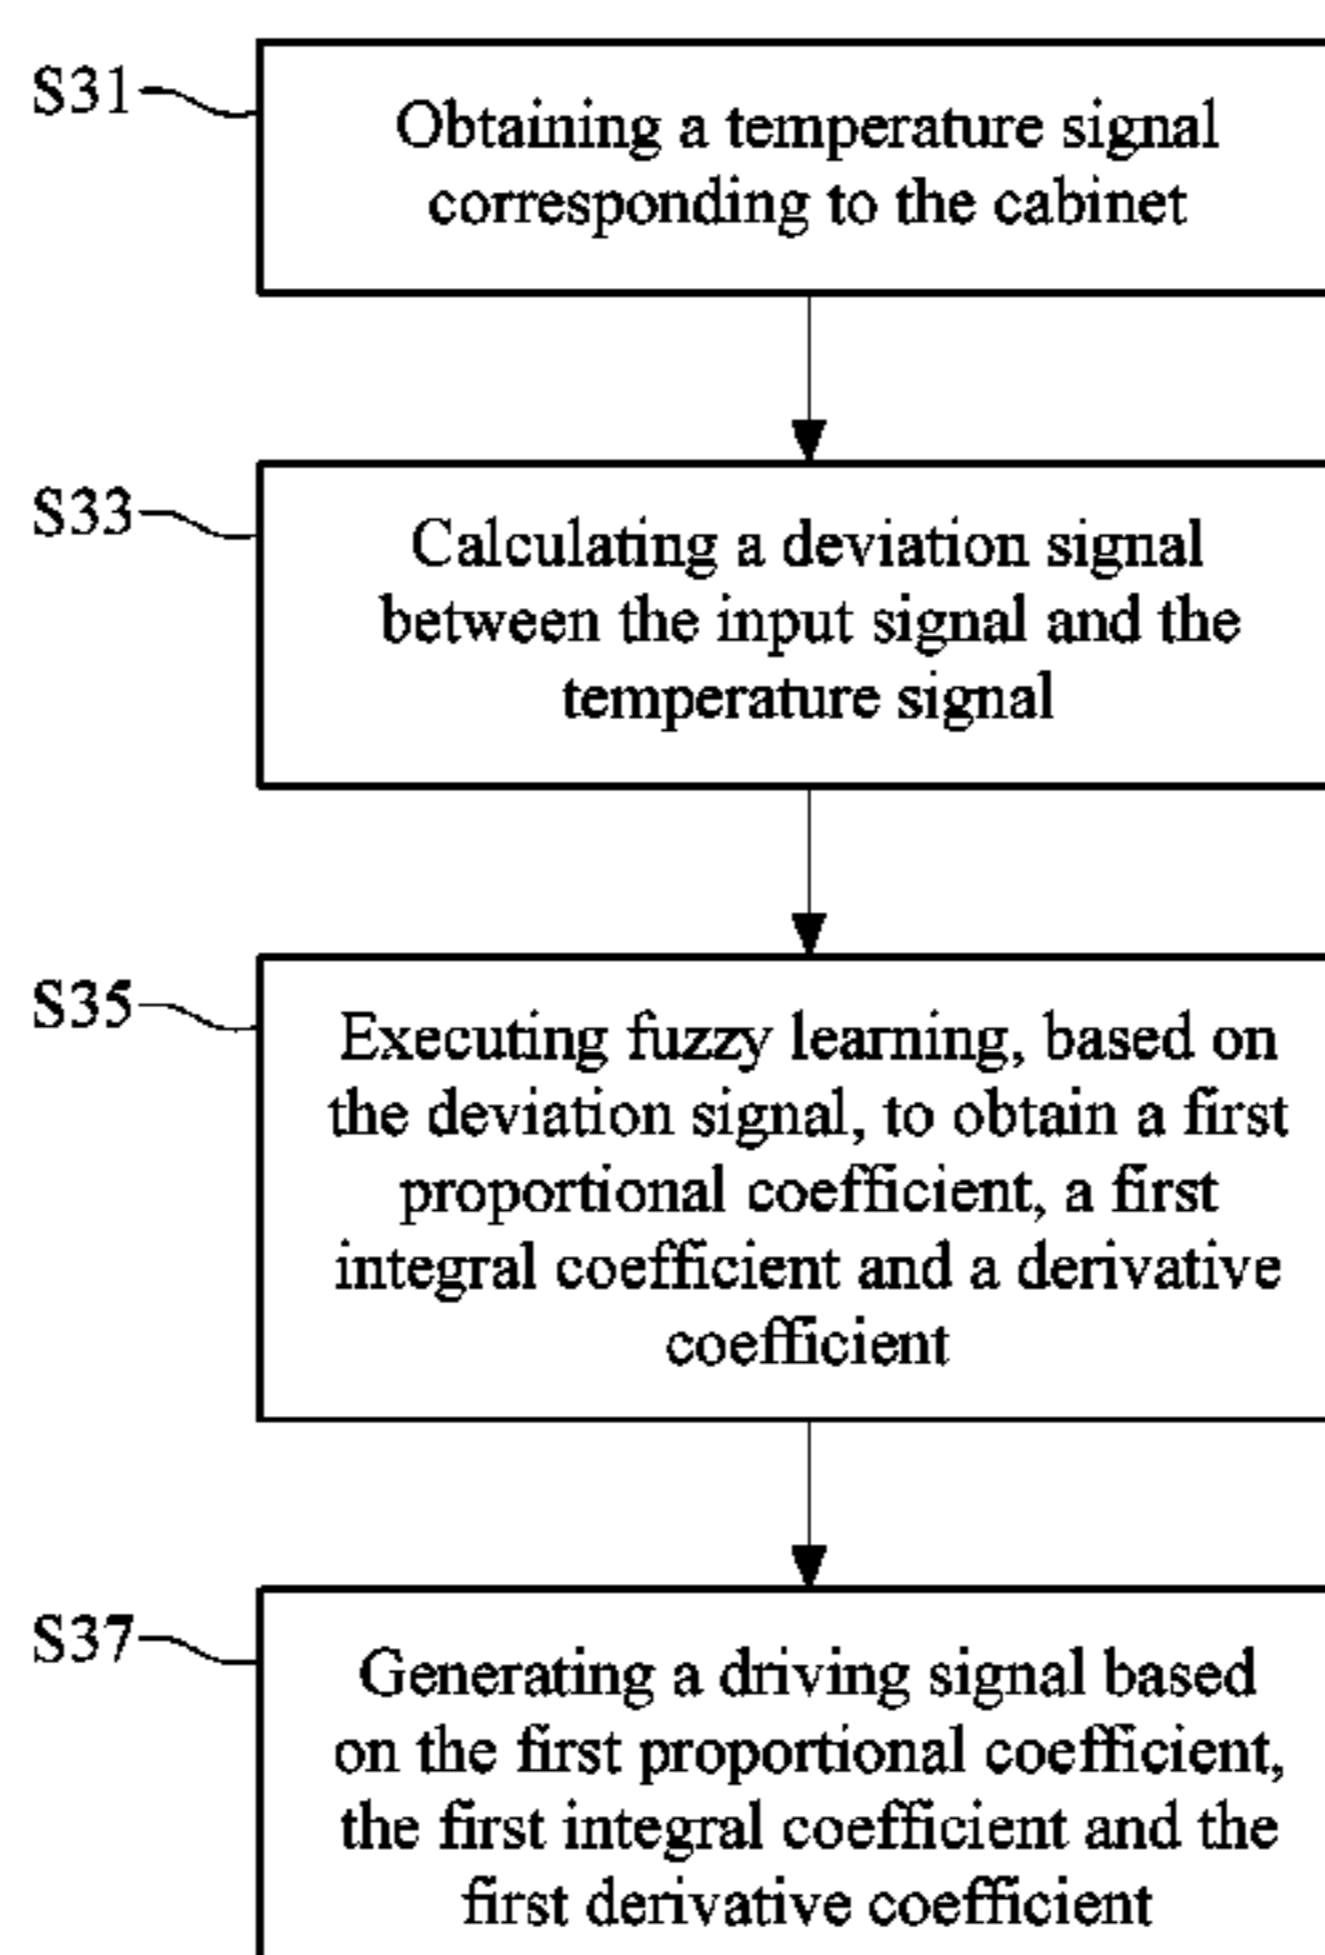 S31
Obtaining a temperature signal
corresponding to the cabinet
S33
Calculating a deviation signal
between the input signal and the
temperature signal
S35
Executing fuzzy learning, based on
the deviation signal, to obtain a first
proportional coefficient, a first
integral coefficient and a derivative
coefficient
S37
Generating a driving signal based
on the first proportional coefficient,
the first integral coefficient and the
first derivative coefficient